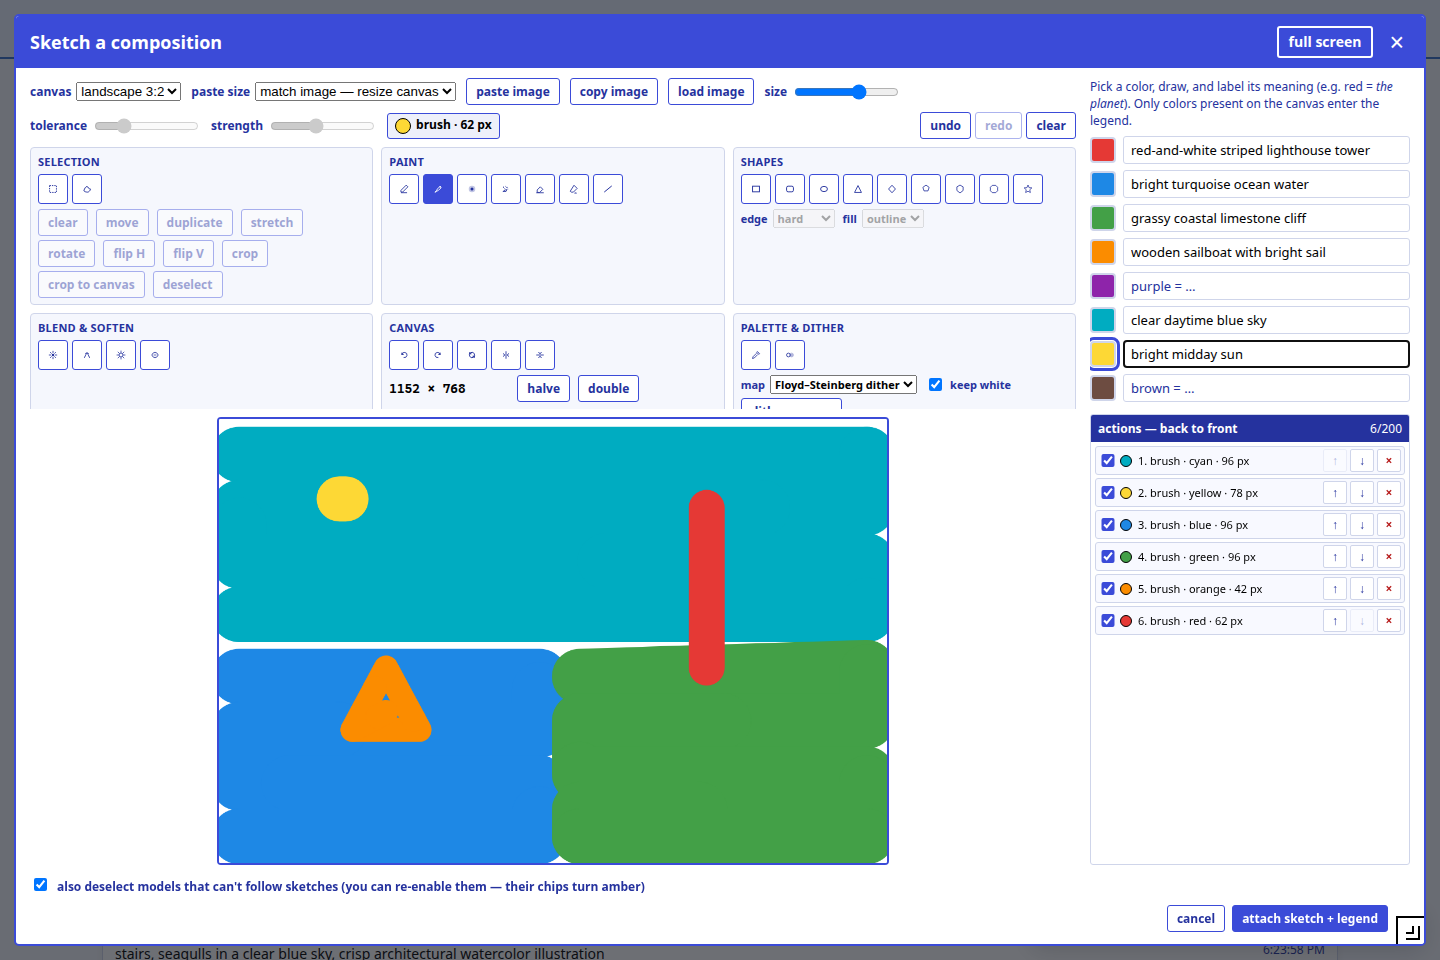 Sketch a composition
full screen ×
canvas landscape 3:2 paste size match image — resize canvas paste image copy image load image size
tolerance strength brush · 62 px undo redo clear
Pick a color, draw, and label its meaning (e.g. red = the planet). Only colors present on the canvas enter the legend.
SELECTION
clear move duplicate stretch
rotate flip H flip V crop
crop to canvas deselect
PAINT
SHAPES
edge hard fill outline
BLEND & SOFTEN
CANVAS
1152 × 768 halve double
PALETTE & DITHER
map Floyd–Steinberg dither keep white
red-and-white striped lighthouse tower
bright turquoise ocean water
grassy coastal limestone cliff
wooden sailboat with bright sail
purple = ...
clear daytime blue sky
bright midday sun
brown = ...
actions — back to front 6/200
1. brush · cyan · 96 px ↑ ↓ ×
2. brush · yellow · 78 px ↑ ↓ ×
3. brush · blue · 96 px ↑ ↓ ×
4. brush · green · 96 px ↑ ↓ ×
5. brush · orange · 42 px ↑ ↓ ×
6. brush · red · 62 px ↑ ↓ ×
also deselect models that can't follow sketches (you can re-enable them — their chips turn amber)
cancel attach sketch + legend
stairs, seagulls in a clear blue sky, crisp architectural watercolor illustration
6:23:58 PM